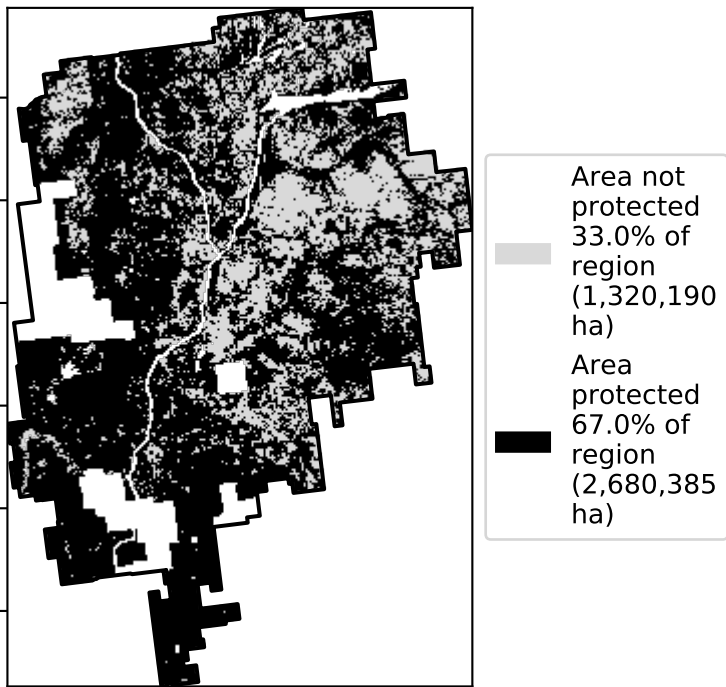 Area not
protected
33.0% of
region
(1,320,190
ha)
Area
protected
67.0% of
region
(2,680,385
ha)